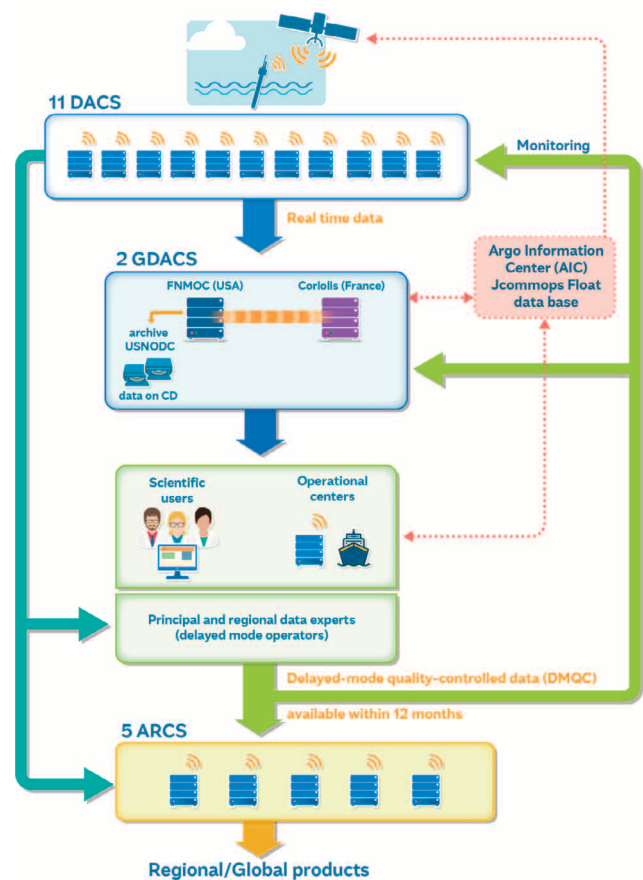 11 DACS
Monitoring
Real time data
Argo Information
Center (AIC)
Jcommops Float
data base
2 GDACS
FNMOC (USA)
Coriolis (France)
archive
USNODC
data on CD
Scientific
users
Operational
centers
Principal and regional data experts
(delayed mode operators)
Delayed-mode quality-controlled data (DMQC)
available within 12 months
5 ARCS
Regional/Global products